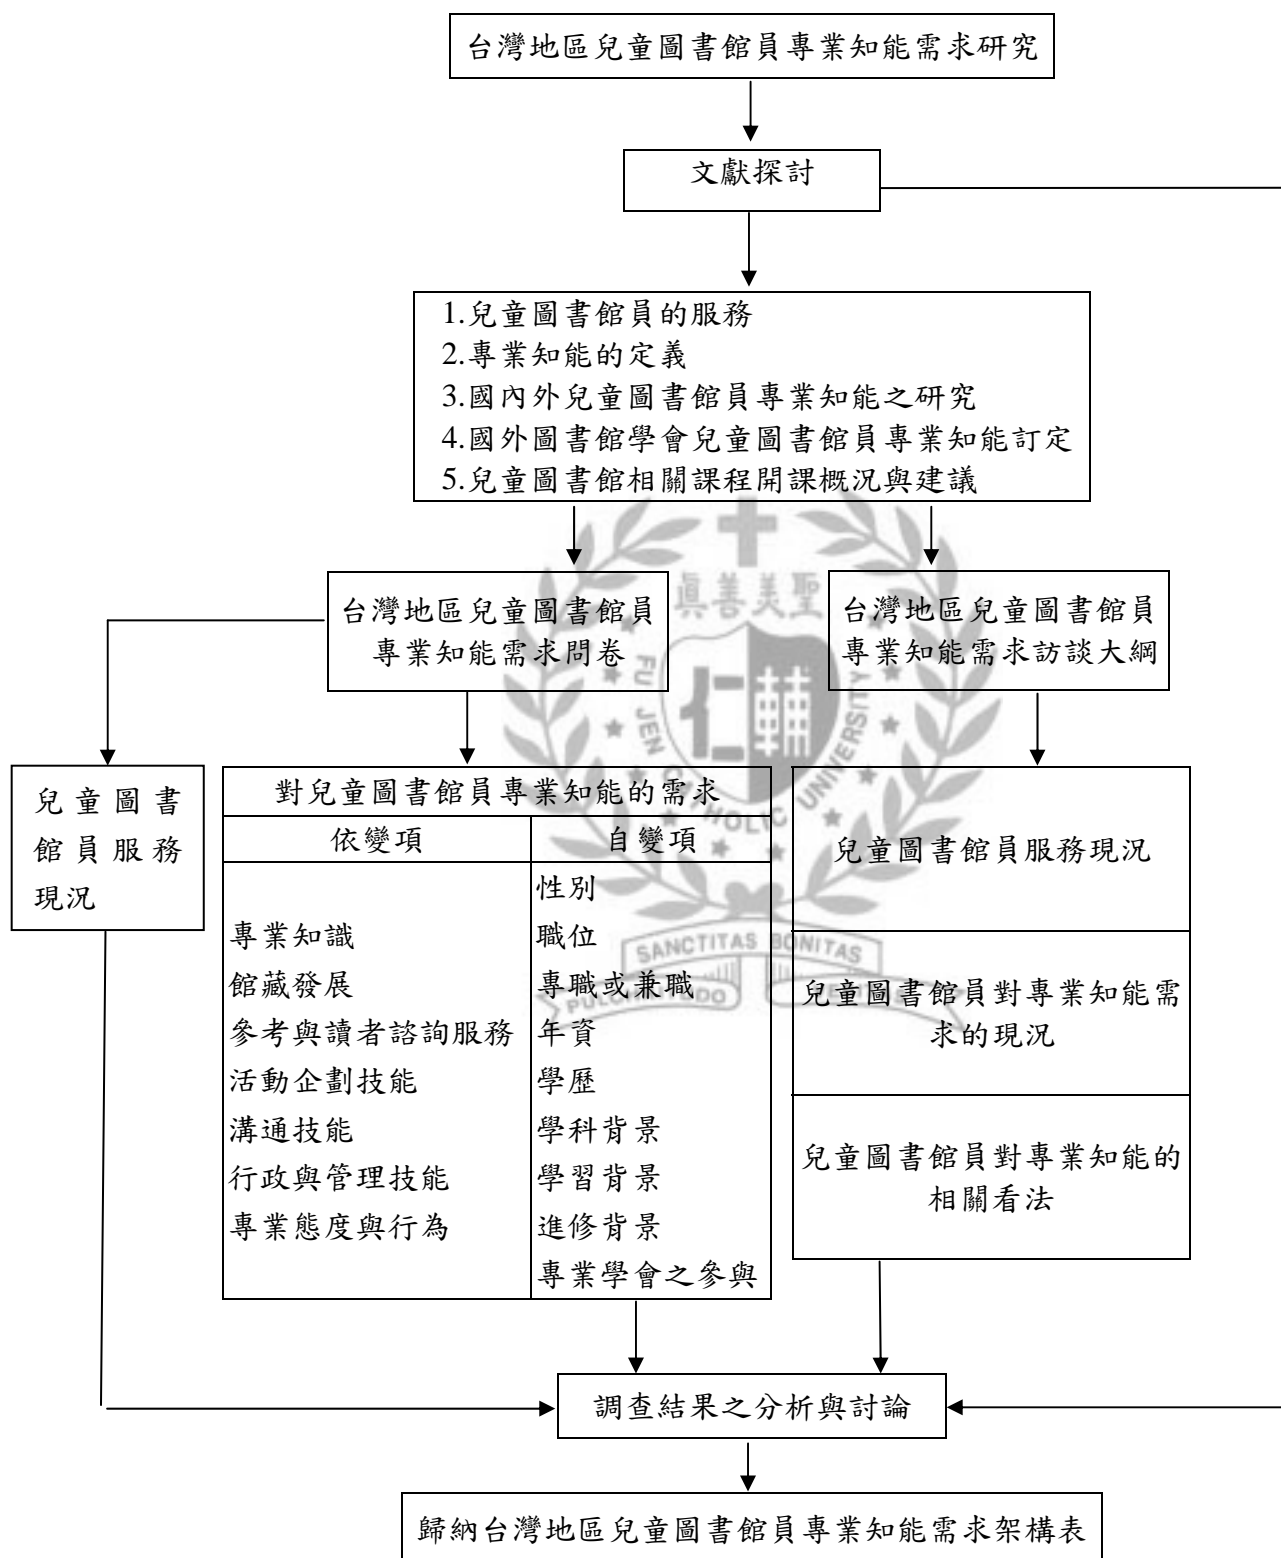 台灣地區兒童圖書館員專業知能需求研究
文獻探討
1.兒童圖書館員的服務
2.專業知能的定義
3.國內外兒童圖書館員專業知能之研究
4.國外圖書館學會兒童圖書館員專業知能訂定
5.兒童圖書館相關課程開課概況與建議
台灣地區兒童圖書館員
專業知能需求問卷
台灣地區兒童圖書館員
專業知能需求訪談大綱
兒童圖書
館員服務
現況
對兒童圖書館員專業知能的需求
依變項
專業知識
館藏發展
參考與讀者諮詢服務
活動企劃技能
溝通技能
行政與管理技能
專業態度與行為
自變項
性別
職位
專職或兼職
年資
學歷
學科背景
學習背景
進修背景
專業學會之參與
兒童圖書館員服務現況
兒童圖書館員對專業知能需
求的現況
兒童圖書館員對專業知能的
相關看法
調查結果之分析與討論
歸納台灣地區兒童圖書館員專業知能需求架構表
真善美聖
輔仁
FU JEN CATHOLIC UNIVERSITY
SANCTITAS BONITAS